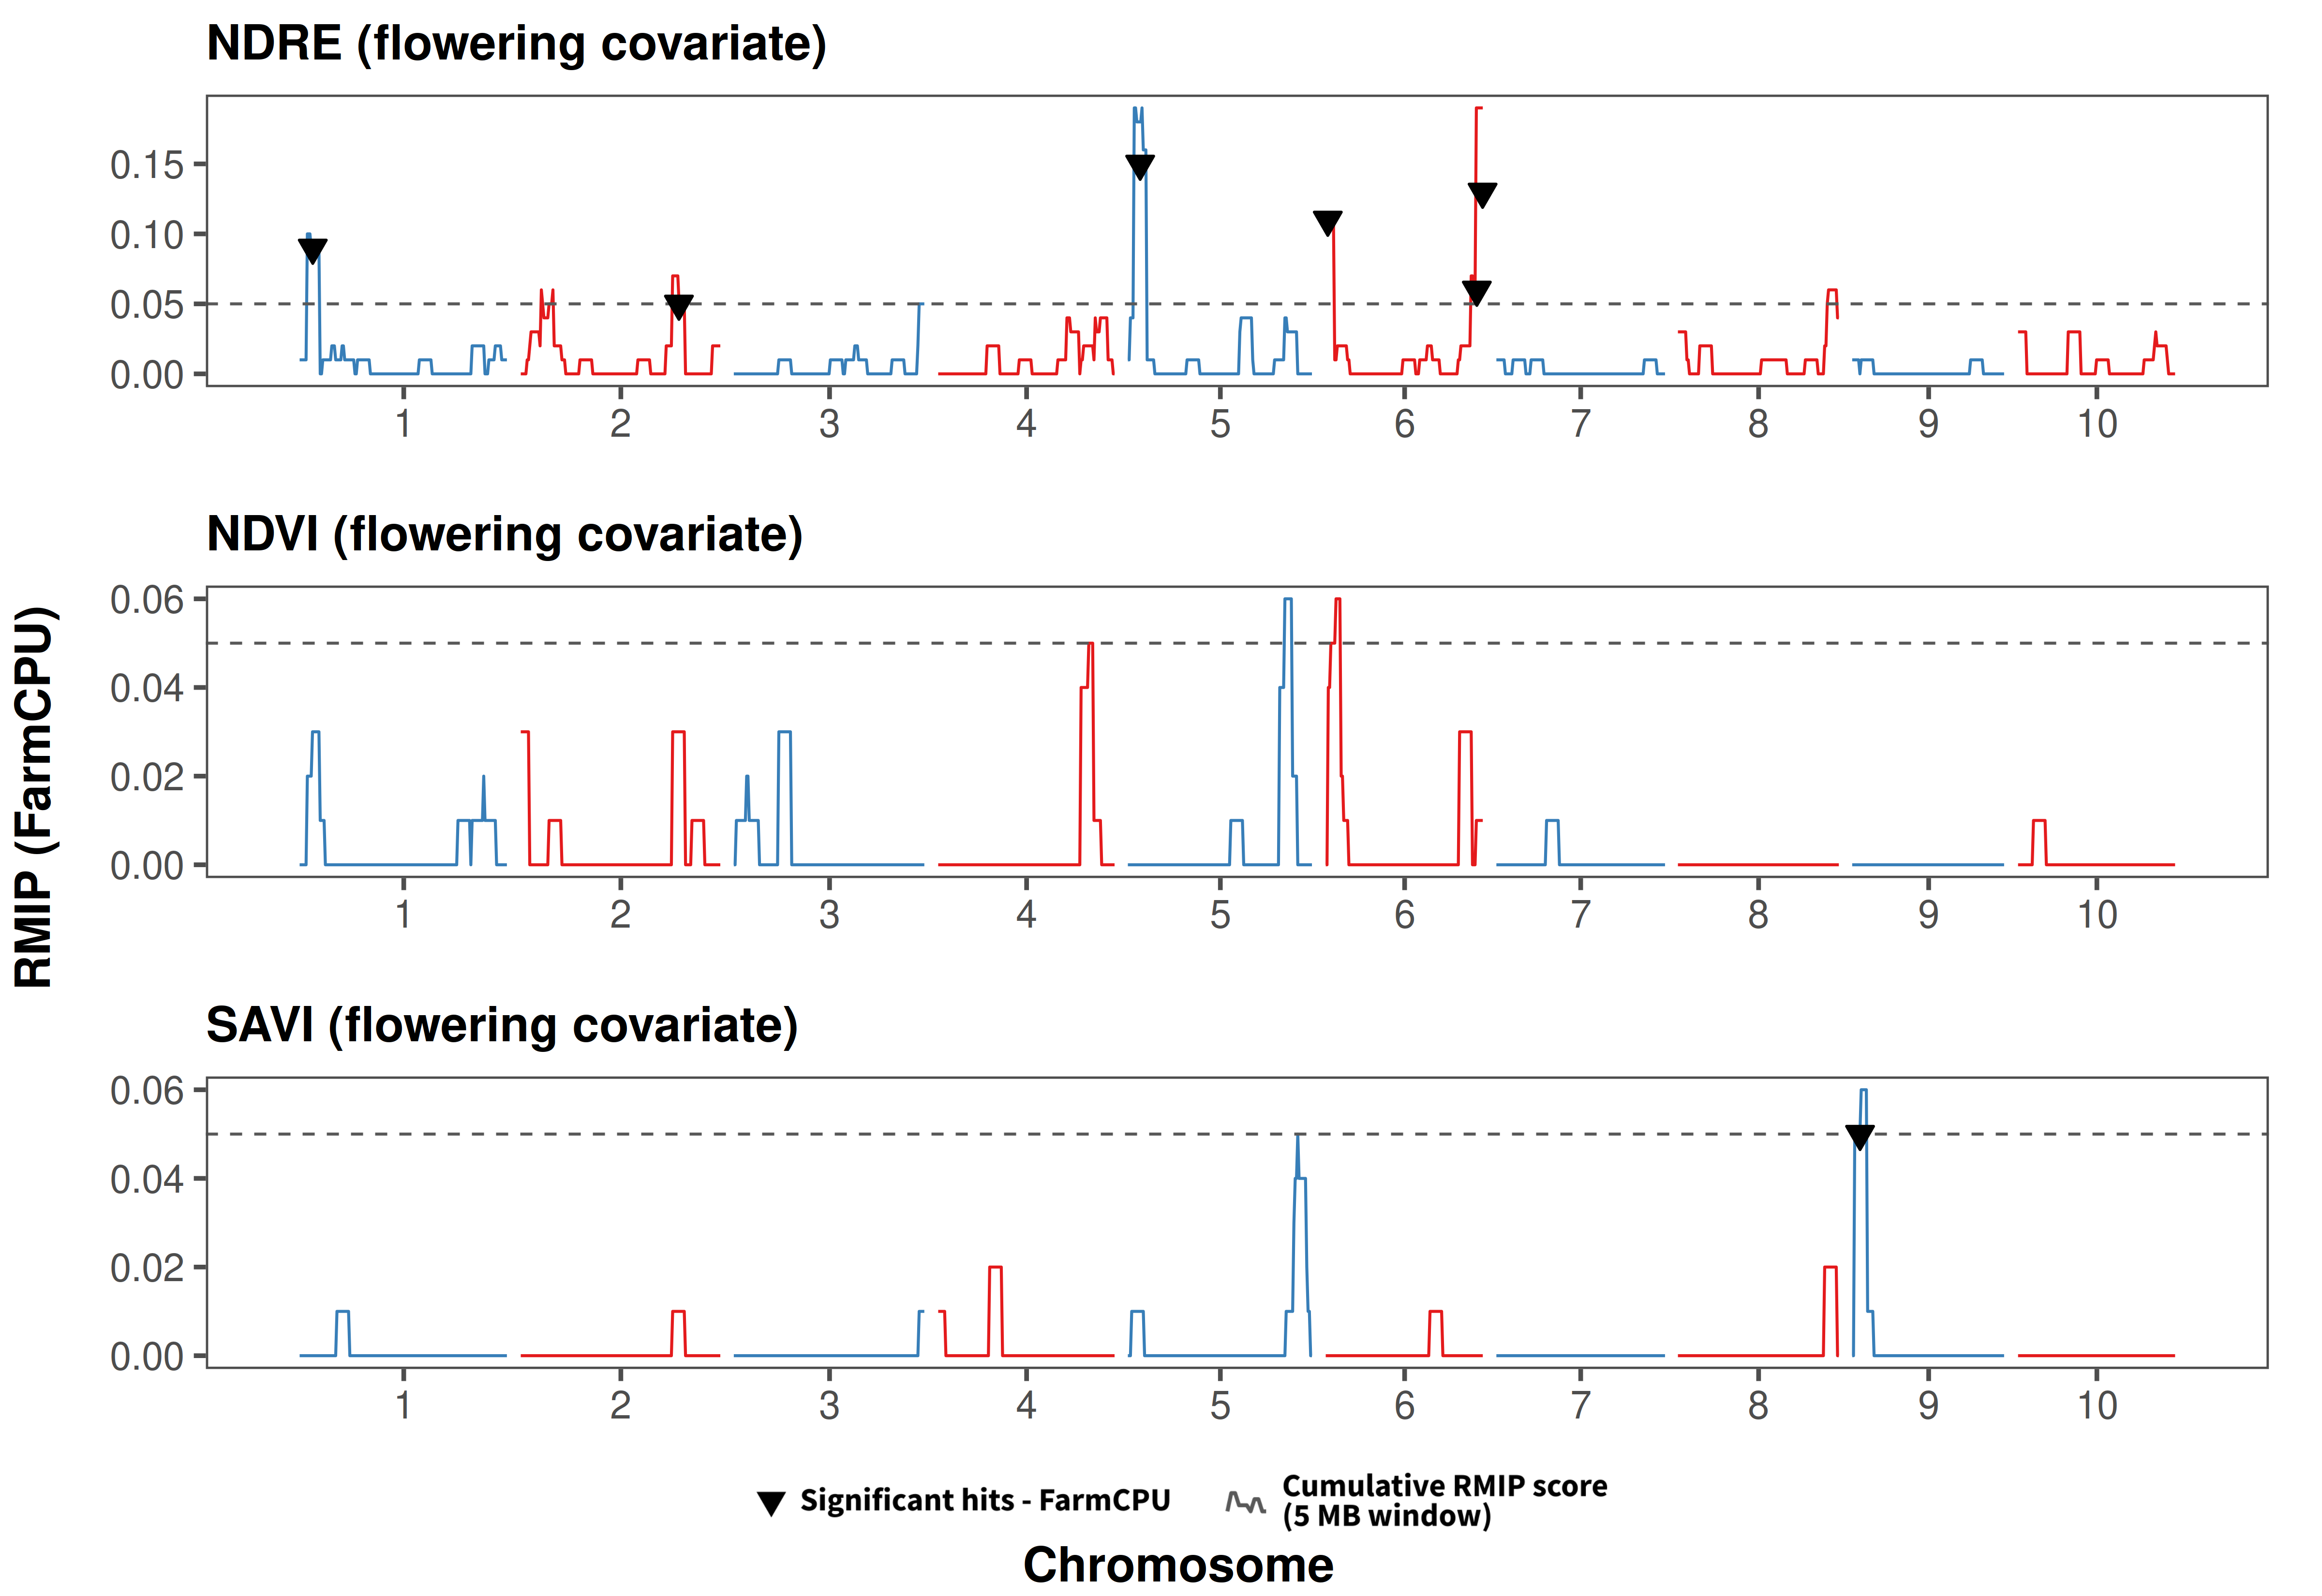 NDRE (flowering covariate)
0.15
0.10
0.05
0.00
1 2 3 4 5 6 7 8 9 10
NDVI (flowering covariate)
0.06
0.04
0.02
0.00
1 2 3 4 5 6 7 8 9 10
RMIP (FarmCPU)
SAVI (flowering covariate)
0.06
0.04
0.02
0.00
1 2 3 4 5 6 7 8 9 10
Significant hits - FarmCPU
Cumulative RMIP score
(5 MB window)
Chromosome